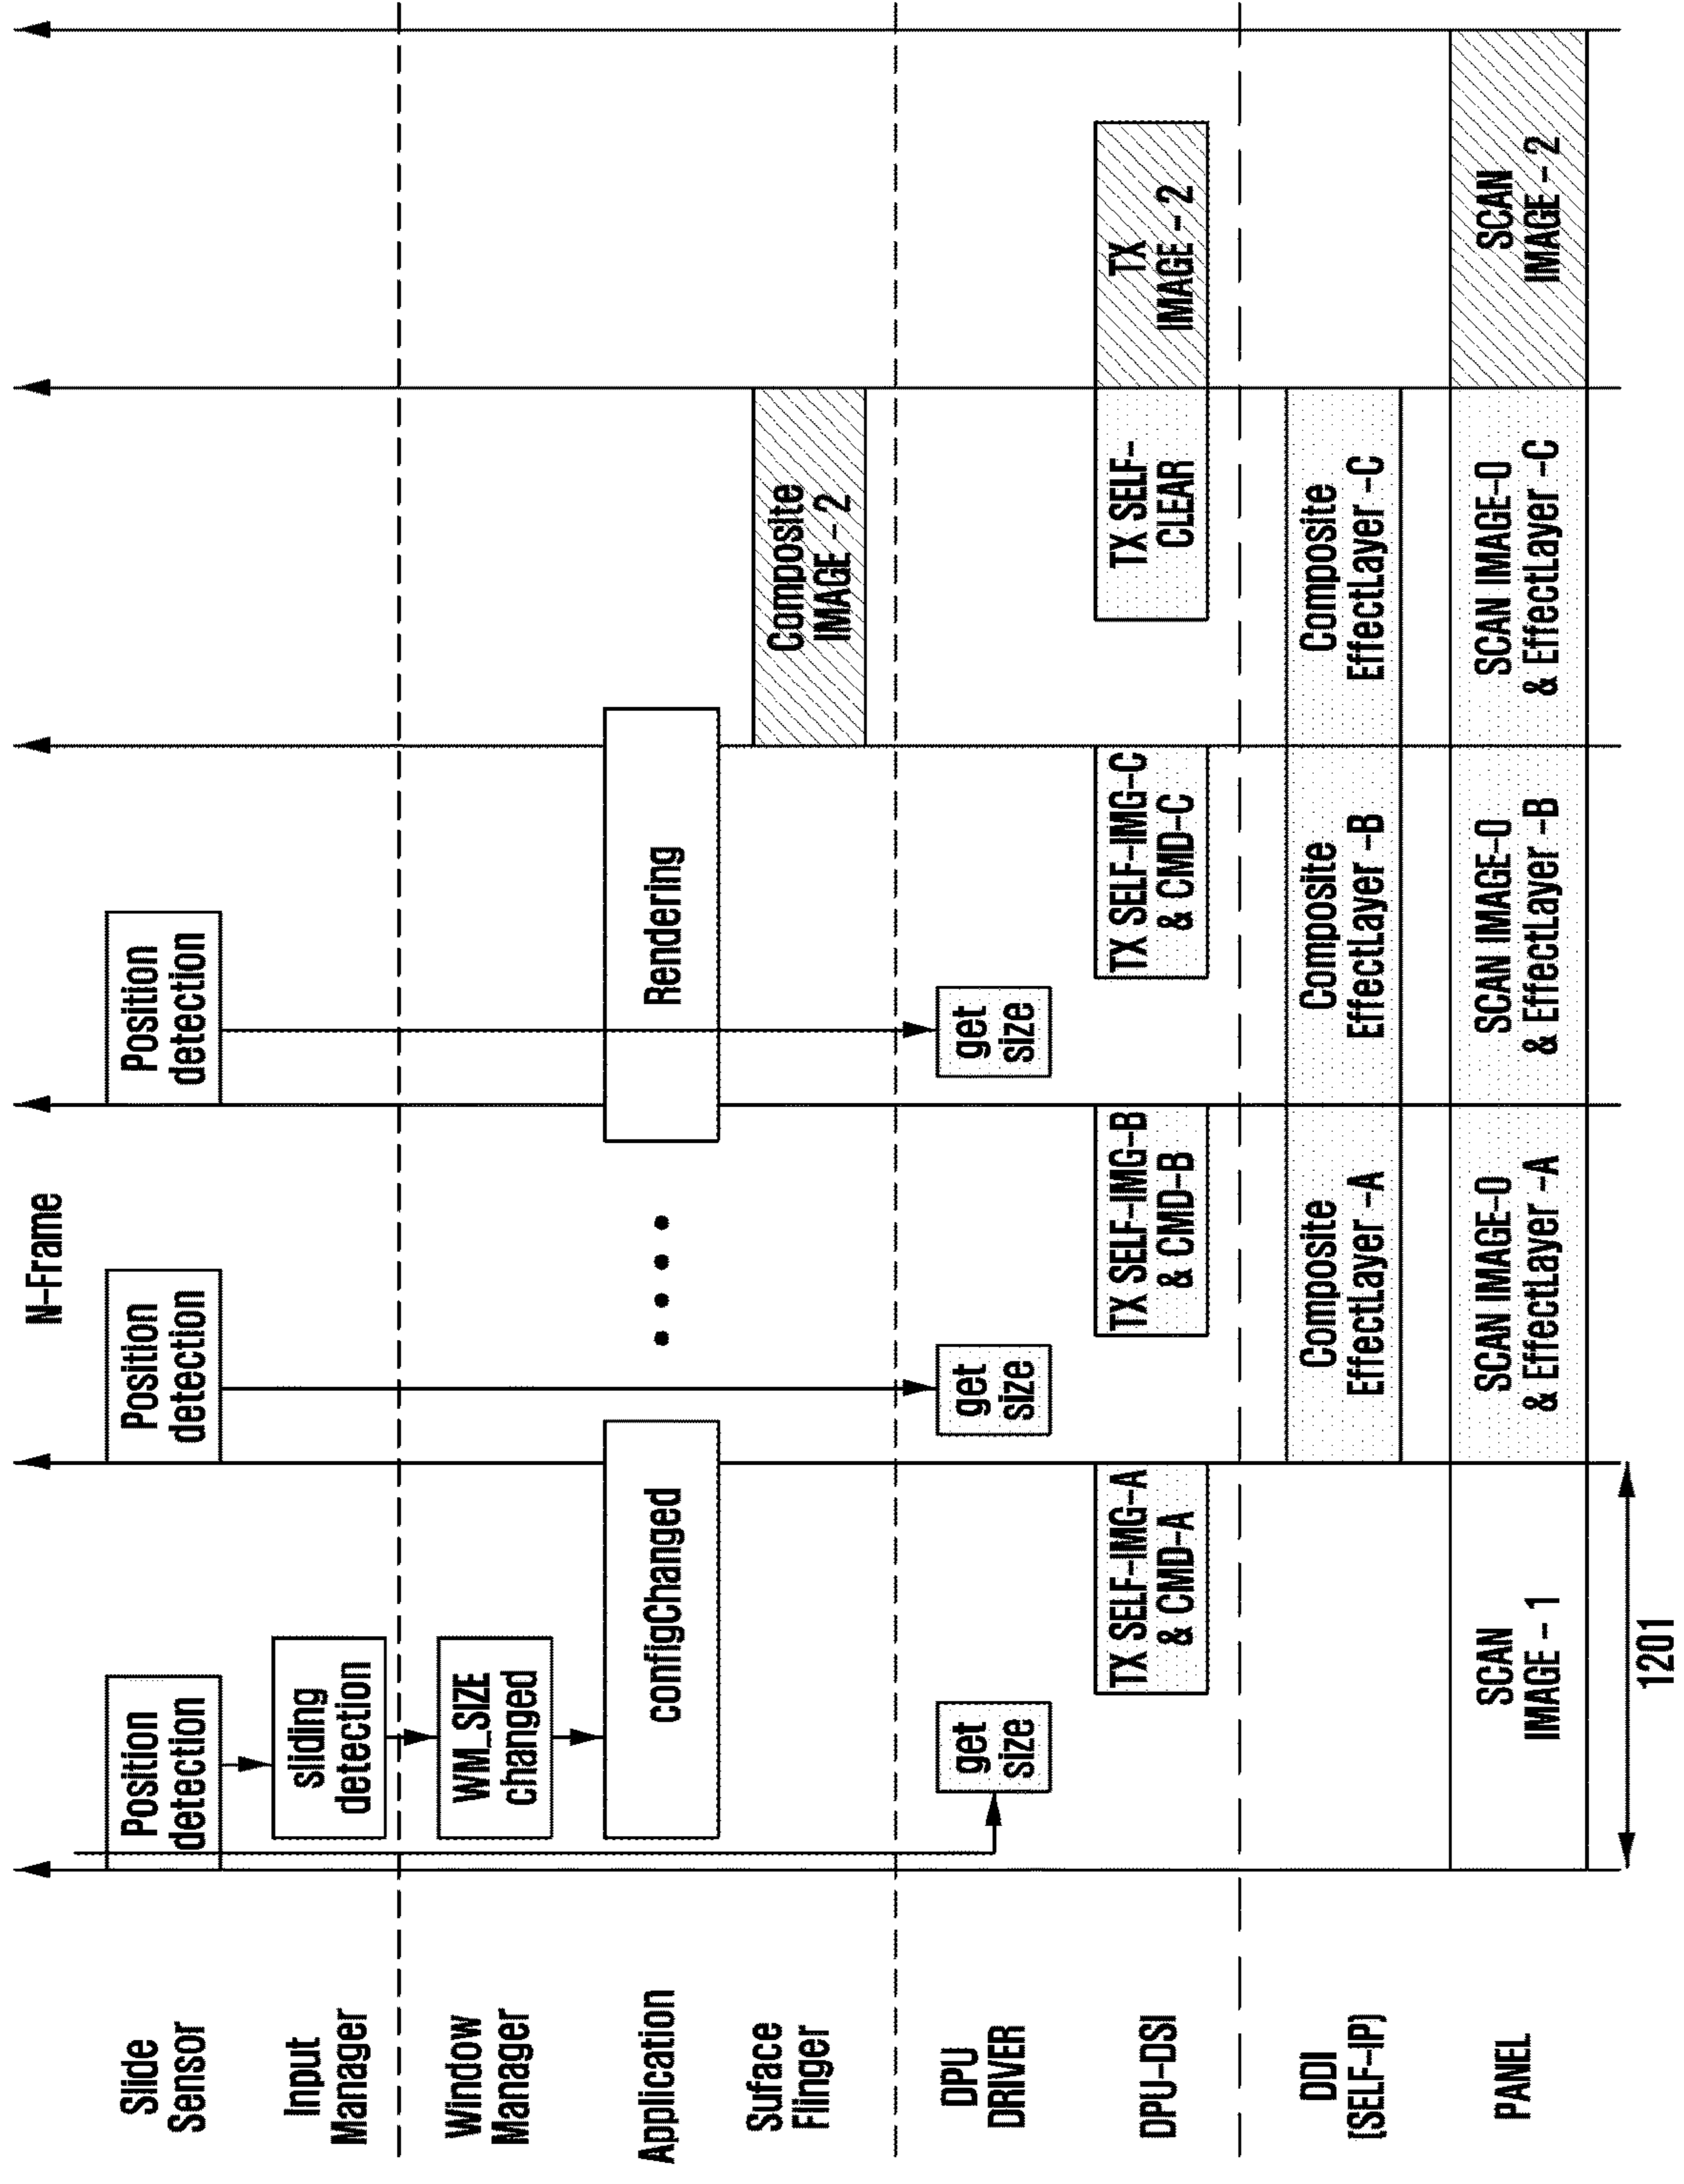 N-Frame
Slide
Sensor
Position
detection
Position
detection
Position
detection
Input
Manager
sliding
detection
Window
Manager
WM_SIZE
changed
Application
configChanged
Rendering
Suface
Flinger
Composite
IMAGE - 2
DPU
DRIVER
get
size
get
size
get
size
DPU-DSI
TX SELF-IMG-A
& CMD-A
TX SELF-IMG-B
& CMD-B
TX SELF-IMG-C
& CMD-C
TX SELF-
CLEAR
TX
IMAGE - 2
DDI
(SELF-IP)
Composite
EffectLayer -A
Composite
EffectLayer -B
Composite
EffectLayer -C
PANEL
SCAN
IMAGE - 1
SCAN IMAGE-0
& EffectLayer -A
SCAN IMAGE-0
& EffectLayer -B
SCAN IMAGE-0
& EffectLayer -C
SCAN
IMAGE - 2
1201